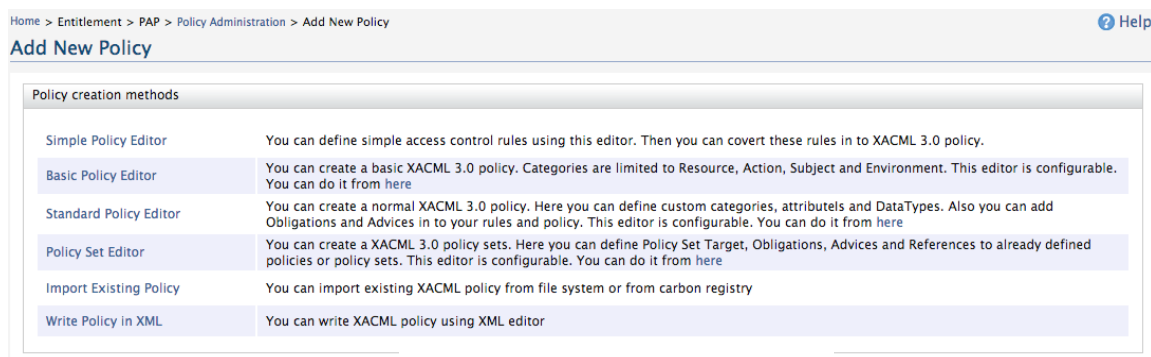 Home > Entitlement > PAP > Policy Administration > Add New Policy
Help
Add New Policy
Policy creation methods
Simple Policy Editor
You can define simple access control rules using this editor. Then you can covert these rules in to XACML 3.0 policy.
Basic Policy Editor
You can create a basic XACML 3.0 policy. Categories are limited to Resource, Action, Subject and Environment. This editor is configurable.
You can do it from here
Standard Policy Editor
You can create a normal XACML 3.0 policy. Here you can define custom categories, attributels and DataTypes. Also you can add
Obligations and Advices in to your rules and policy. This editor is configurable. You can do it from here
Policy Set Editor
You can create a XACML 3.0 policy sets. Here you can define Policy Set Target, Obligations, Advices and References to already defined
policies or policy sets. This editor is configurable. You can do it from here
Import Existing Policy
You can import existing XACML policy from file system or from carbon registry
Write Policy in XML
You can write XACML policy using XML editor